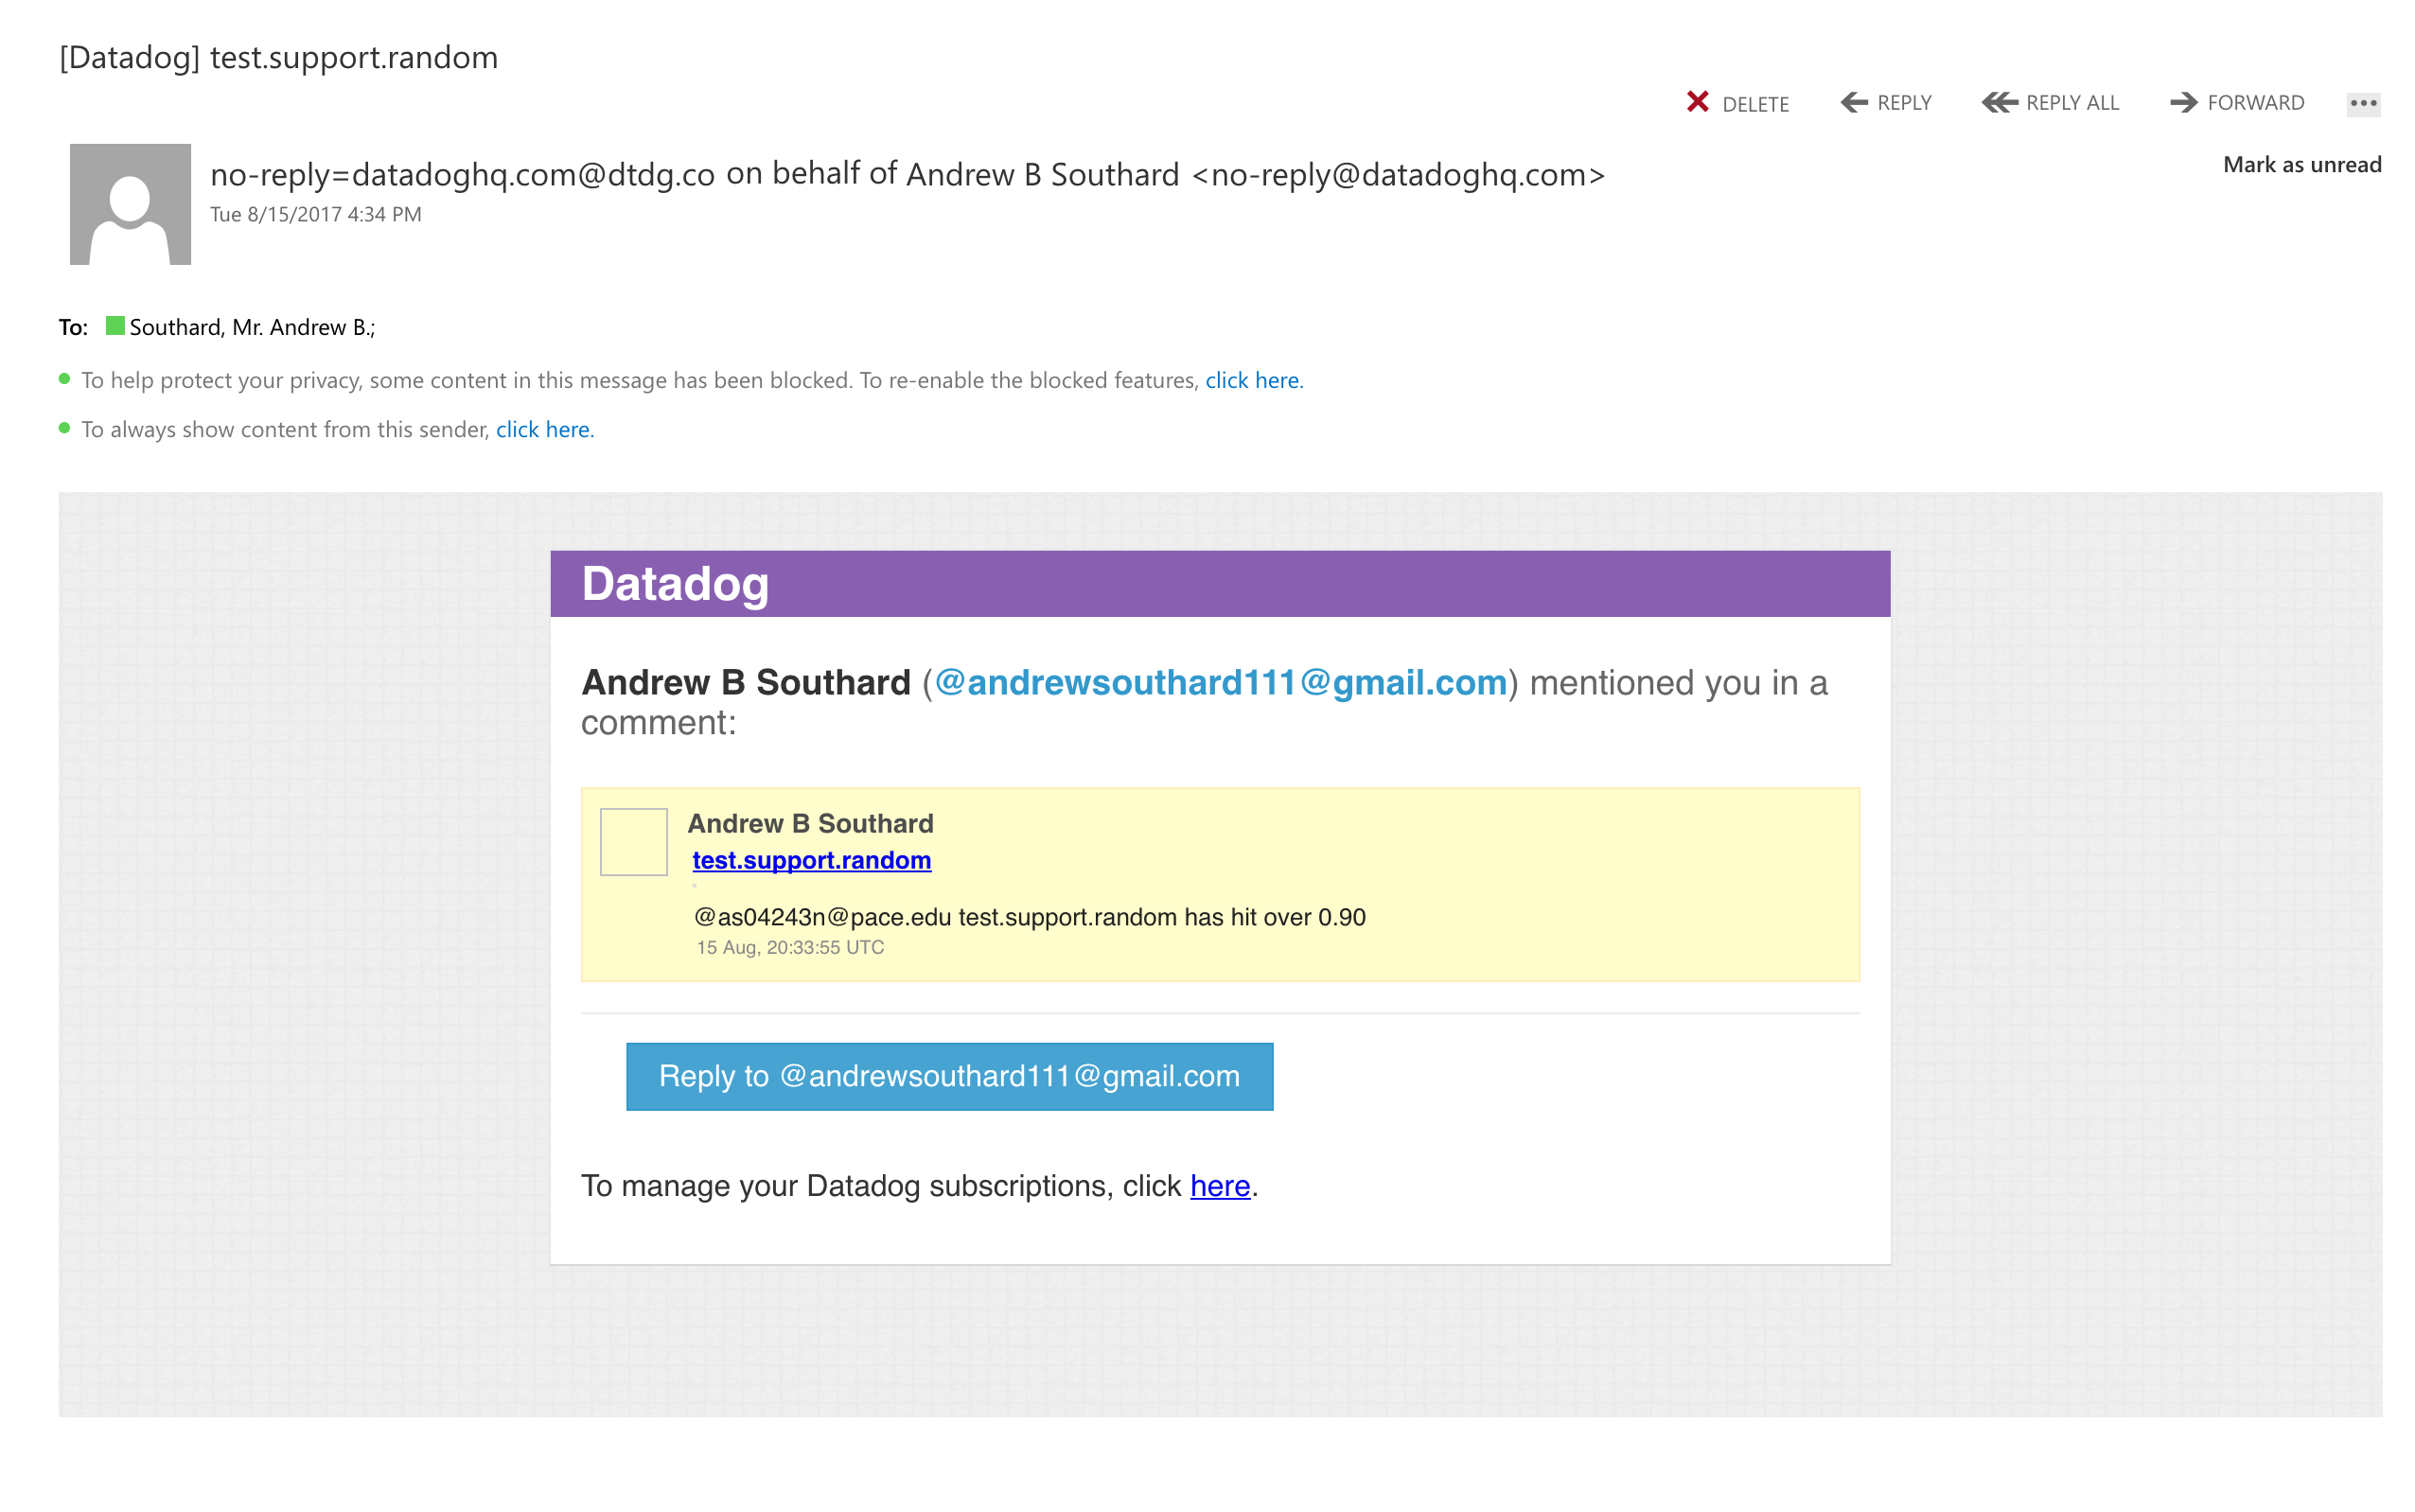 [Datadog] test.support.random
DELETE REPLY REPLY ALL FORWARD
no-reply=datadoghq.com@dtdg.co on behalf of Andrew B Southard <no-reply@datadoghq.com>
Mark as unread
Tue 8/15/2017 4:34 PM
To: Southard, Mr. Andrew B.;
To help protect your privacy, some content in this message has been blocked. To re-enable the blocked features, click here.
To always show content from this sender, click here.
Datadog
Andrew B Southard (@andrewsouthard111@gmail.com) mentioned you in a
comment:
Andrew B Southard
test.support.random
@as04243n@pace.edu test.support.random has hit over 0.90
15 Aug, 20:33:55 UTC
Reply to @andrewsouthard111@gmail.com
To manage your Datadog subscriptions, click here.